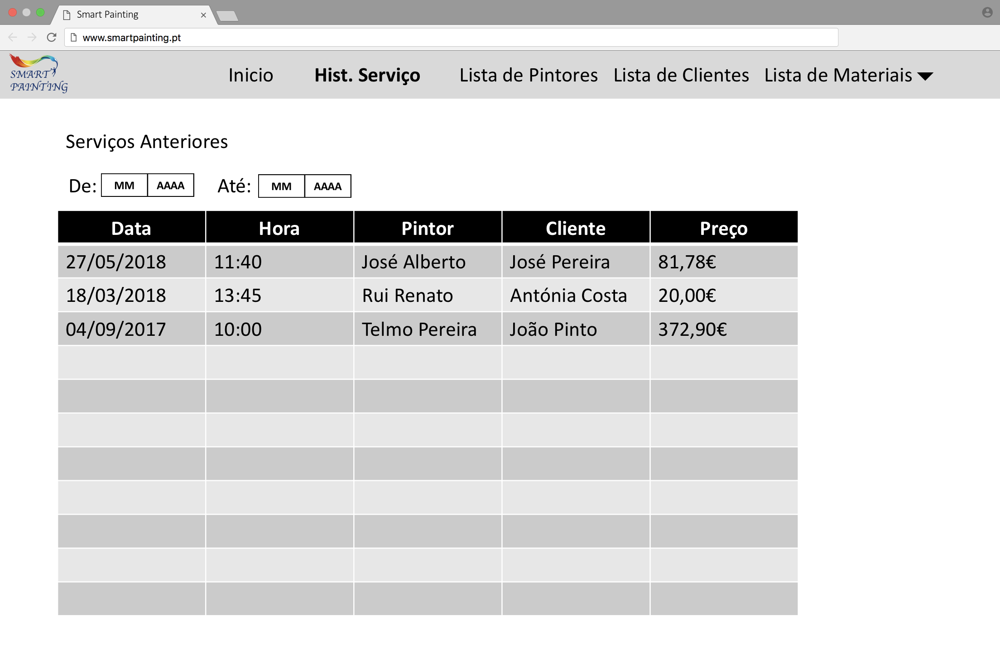 Smart Painting
www.smartpainting.pt
SMART
PAINTING
Inicio Hist. Serviço Lista de Pintores Lista de Clientes Lista de Materiais
Serviços Anteriores
De: MM AAAA Até: MM AAAA
Data Hora Pintor Cliente Preço
27/05/2018 11:40 José Alberto José Pereira 81,78€
18/03/2018 13:45 Rui Renato Antónia Costa 20,00€
04/09/2017 10:00 Telmo Pereira João Pinto 372,90€